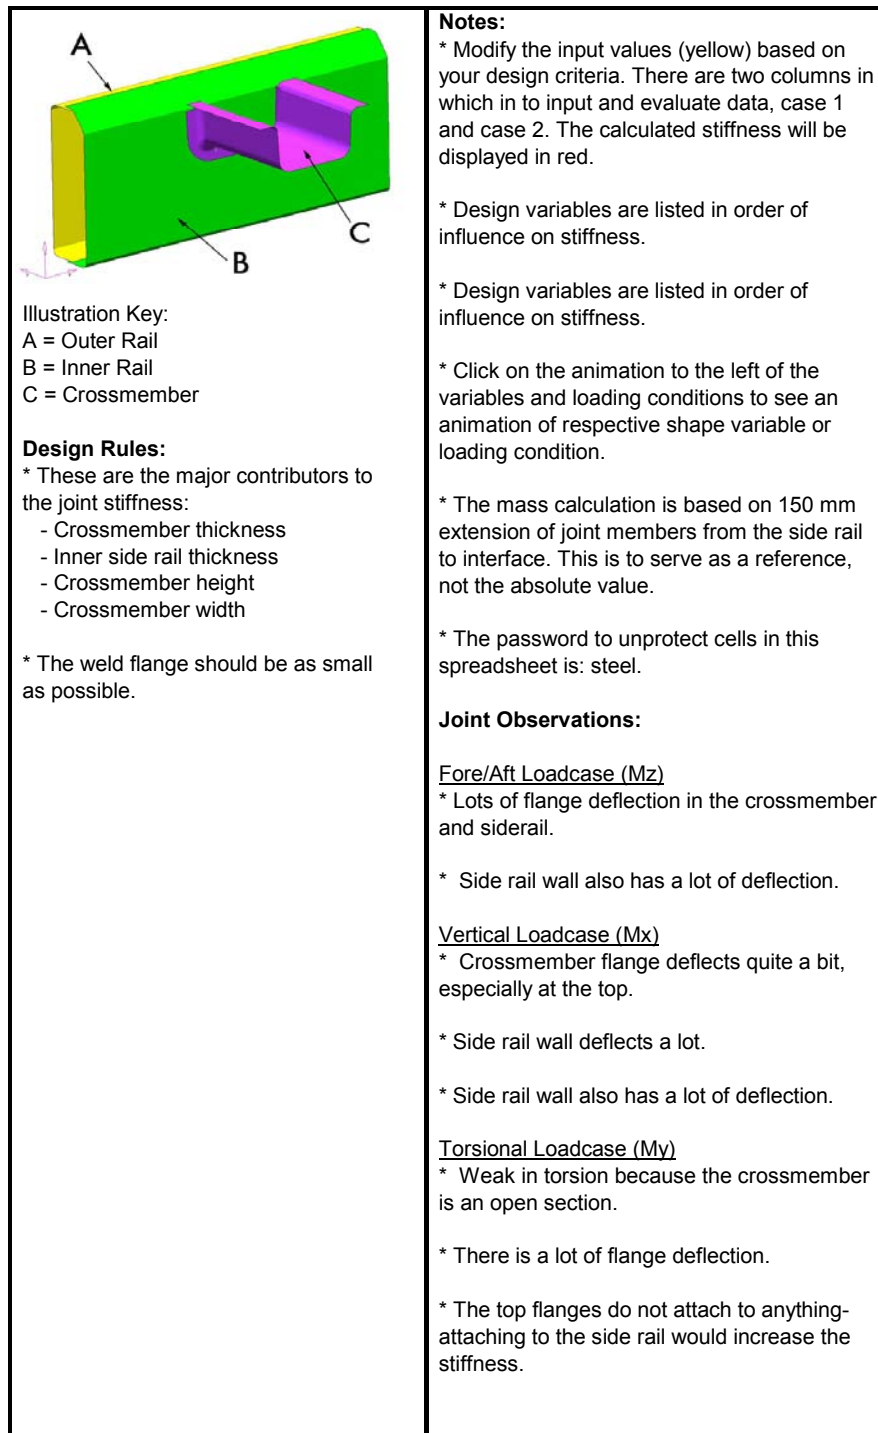 A
B
C
Illustration Key:
A = Outer Rail
B = Inner Rail
C = Crossmember
Design Rules:
* These are the major contributors to
the joint stiffness:
- Crossmember thickness
- Inner side rail thickness
- Crossmember height
- Crossmember width
* The weld flange should be as small
as possible.
Notes:
* Modify the input values (yellow) based on
your design criteria. There are two columns in
which in to input and evaluate data, case 1
and case 2. The calculated stiffness will be
displayed in red.
* Design variables are listed in order of
influence on stiffness.
* Design variables are listed in order of
influence on stiffness.
* Click on the animation to the left of the
variables and loading conditions to see an
animation of respective shape variable or
loading condition.
* The mass calculation is based on 150 mm
extension of joint members from the side rail
to interface. This is to serve as a reference,
not the absolute value.
* The password to unprotect cells in this
spreadsheet is: steel.
Joint Observations:
Fore/Aft Loadcase (Mz)
* Lots of flange deflection in the crossmember
and siderail.
* Side rail wall also has a lot of deflection.
Vertical Loadcase (Mx)
* Crossmember flange deflects quite a bit,
especially at the top.
* Side rail wall deflects a lot.
* Side rail wall also has a lot of deflection.
Torsional Loadcase (My)
* Weak in torsion because the crossmember
is an open section.
* There is a lot of flange deflection.
* The top flanges do not attach to anything-
attaching to the side rail would increase the
stiffness.